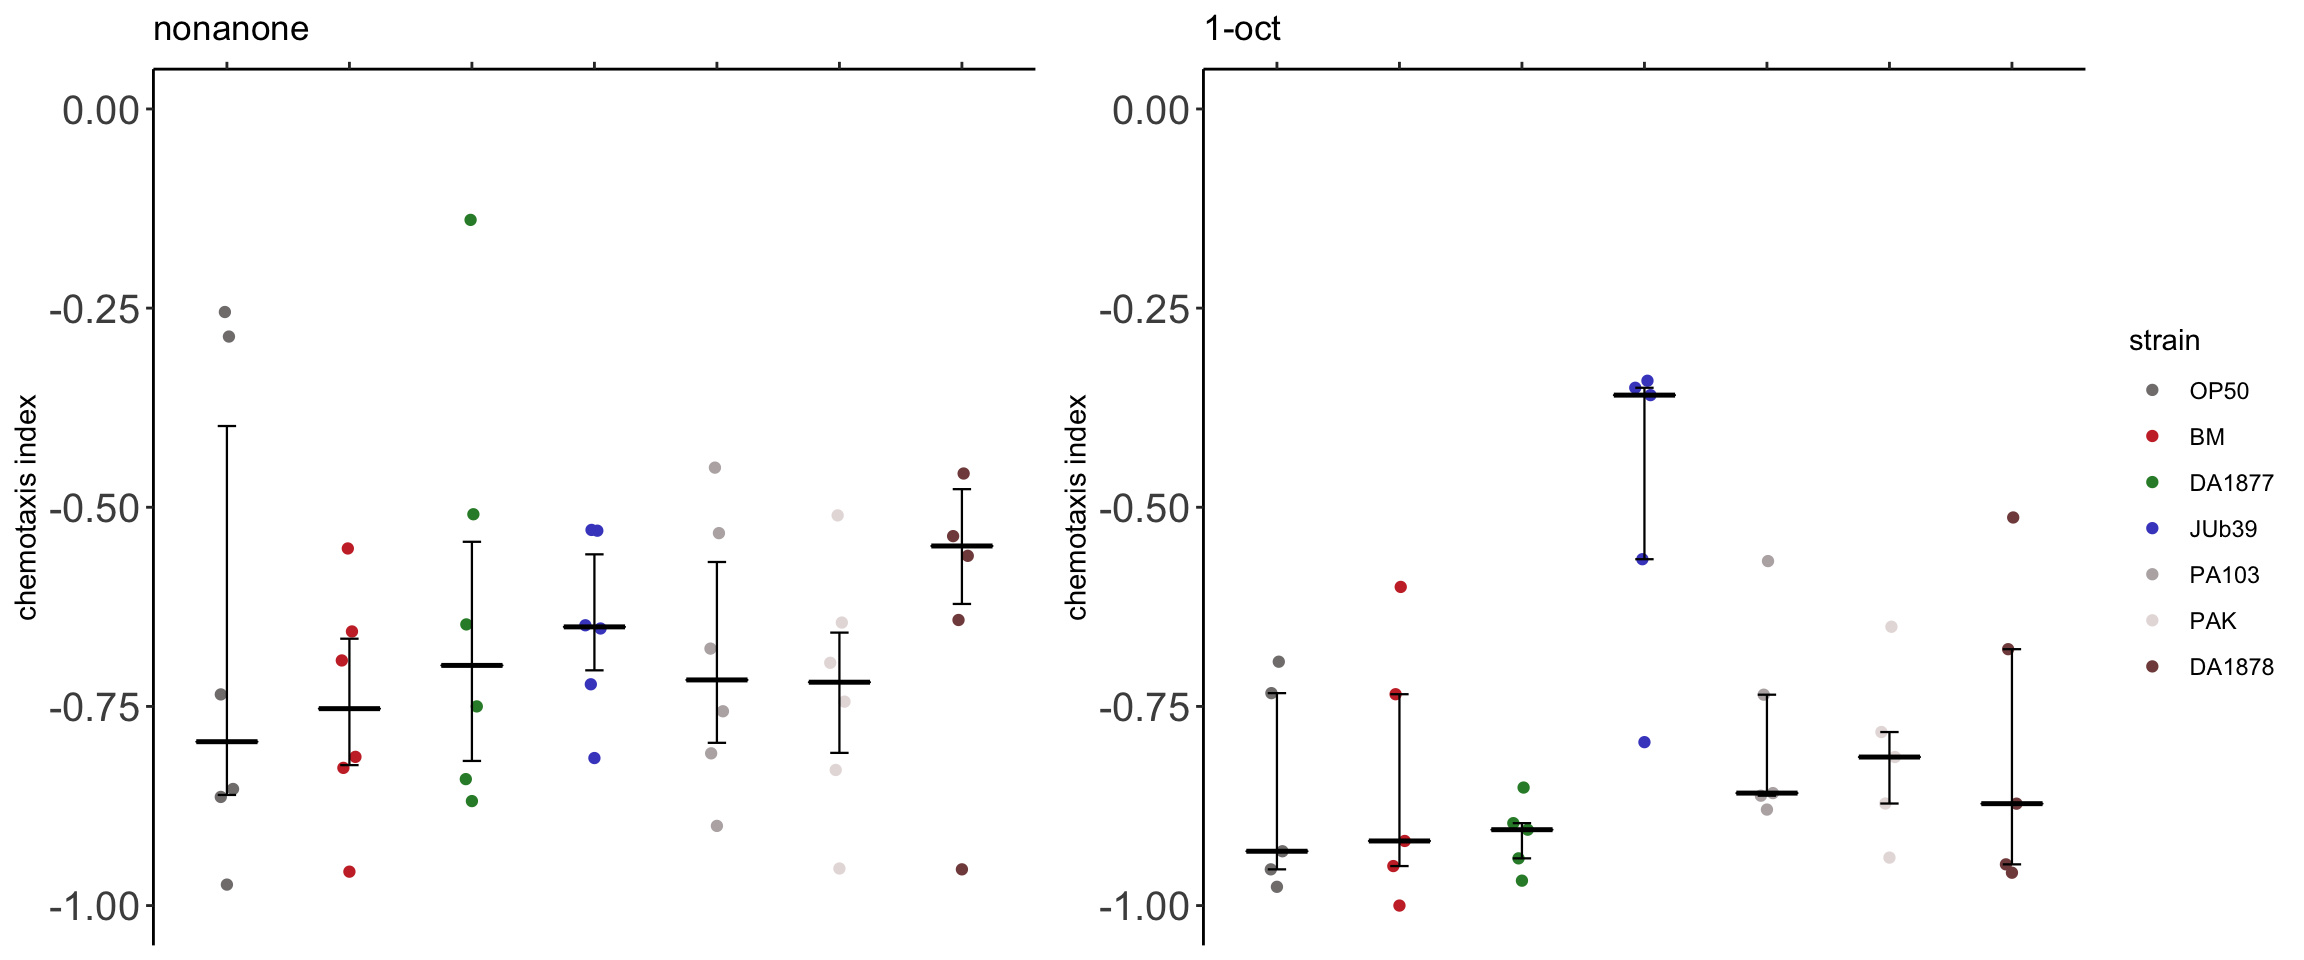 nonanone
0.00
-0.25
-0.50
-0.75
-1.00
chemotaxis index
1-oct
0.00
-0.25
-0.50
-0.75
-1.00
chemotaxis index
strain
OP50
BM
DA1877
JUb39
PA103
PAK
DA1878